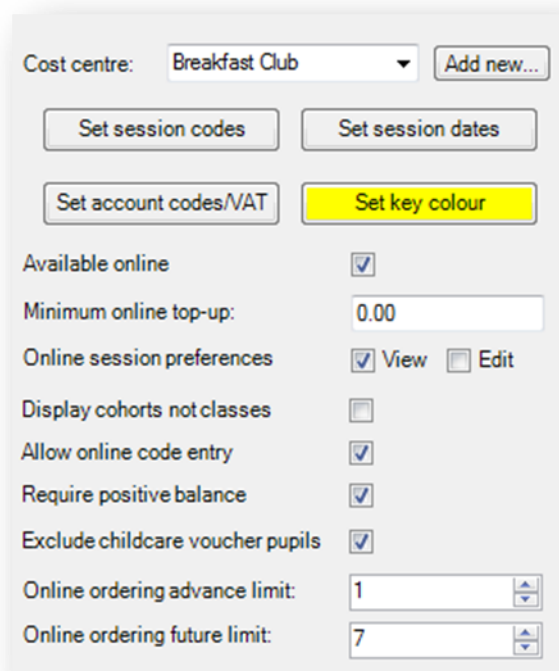 Cost centre: Breakfast Club Add new...
Set session codes Set session dates
Set account codes/VAT Set key colour
Available online
Minimum online top-up: 0.00
Online session preferences View Edit
Display cohorts not classes
Allow online code entry
Require positive balance
Exclude childcare voucher pupils
Online ordering advance limit: 1
Online ordering future limit: 7